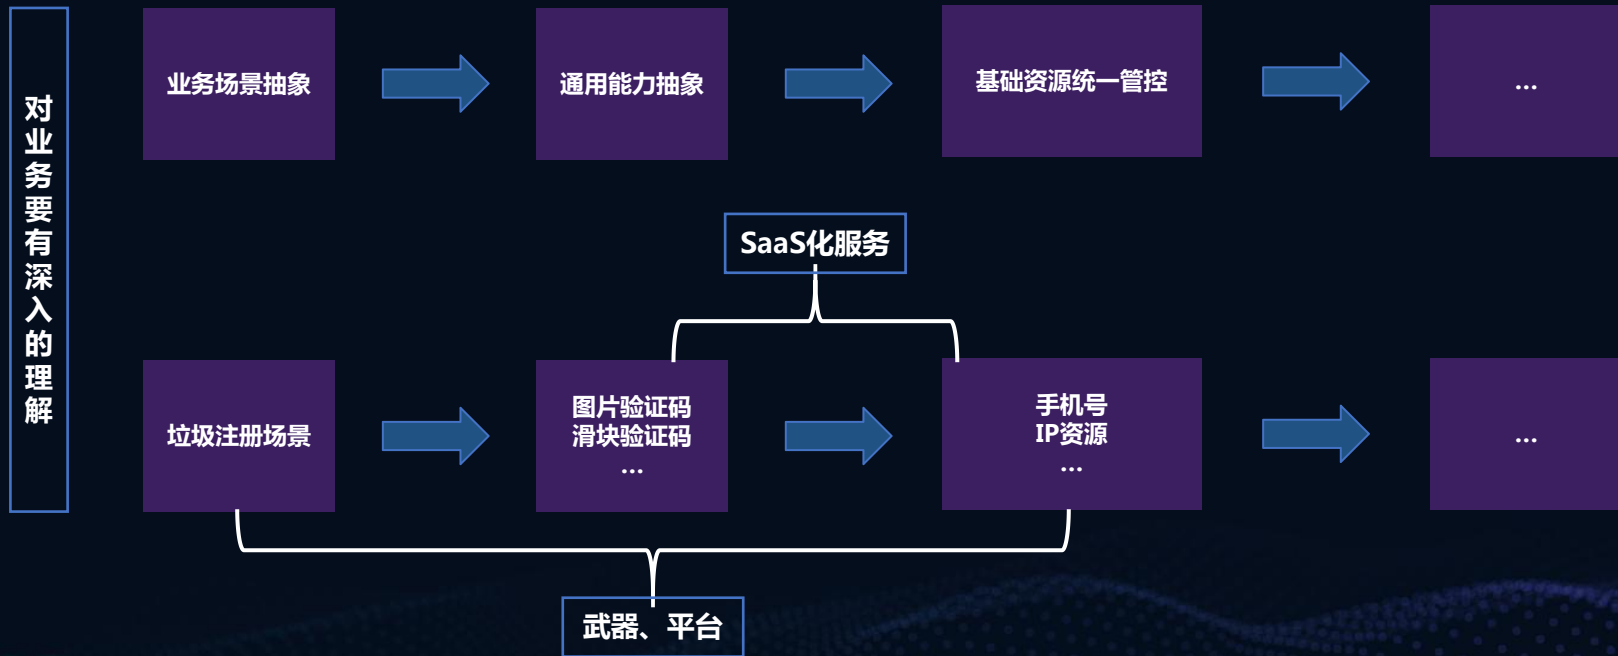 对业务要有深入的理解
业务场景抽象
通用能力抽象
基础资源统一管控
...
SaaS化服务
垃圾注册场景
图片验证码
滑块验证码
...
手机号
IP资源
...
...
武器、平台